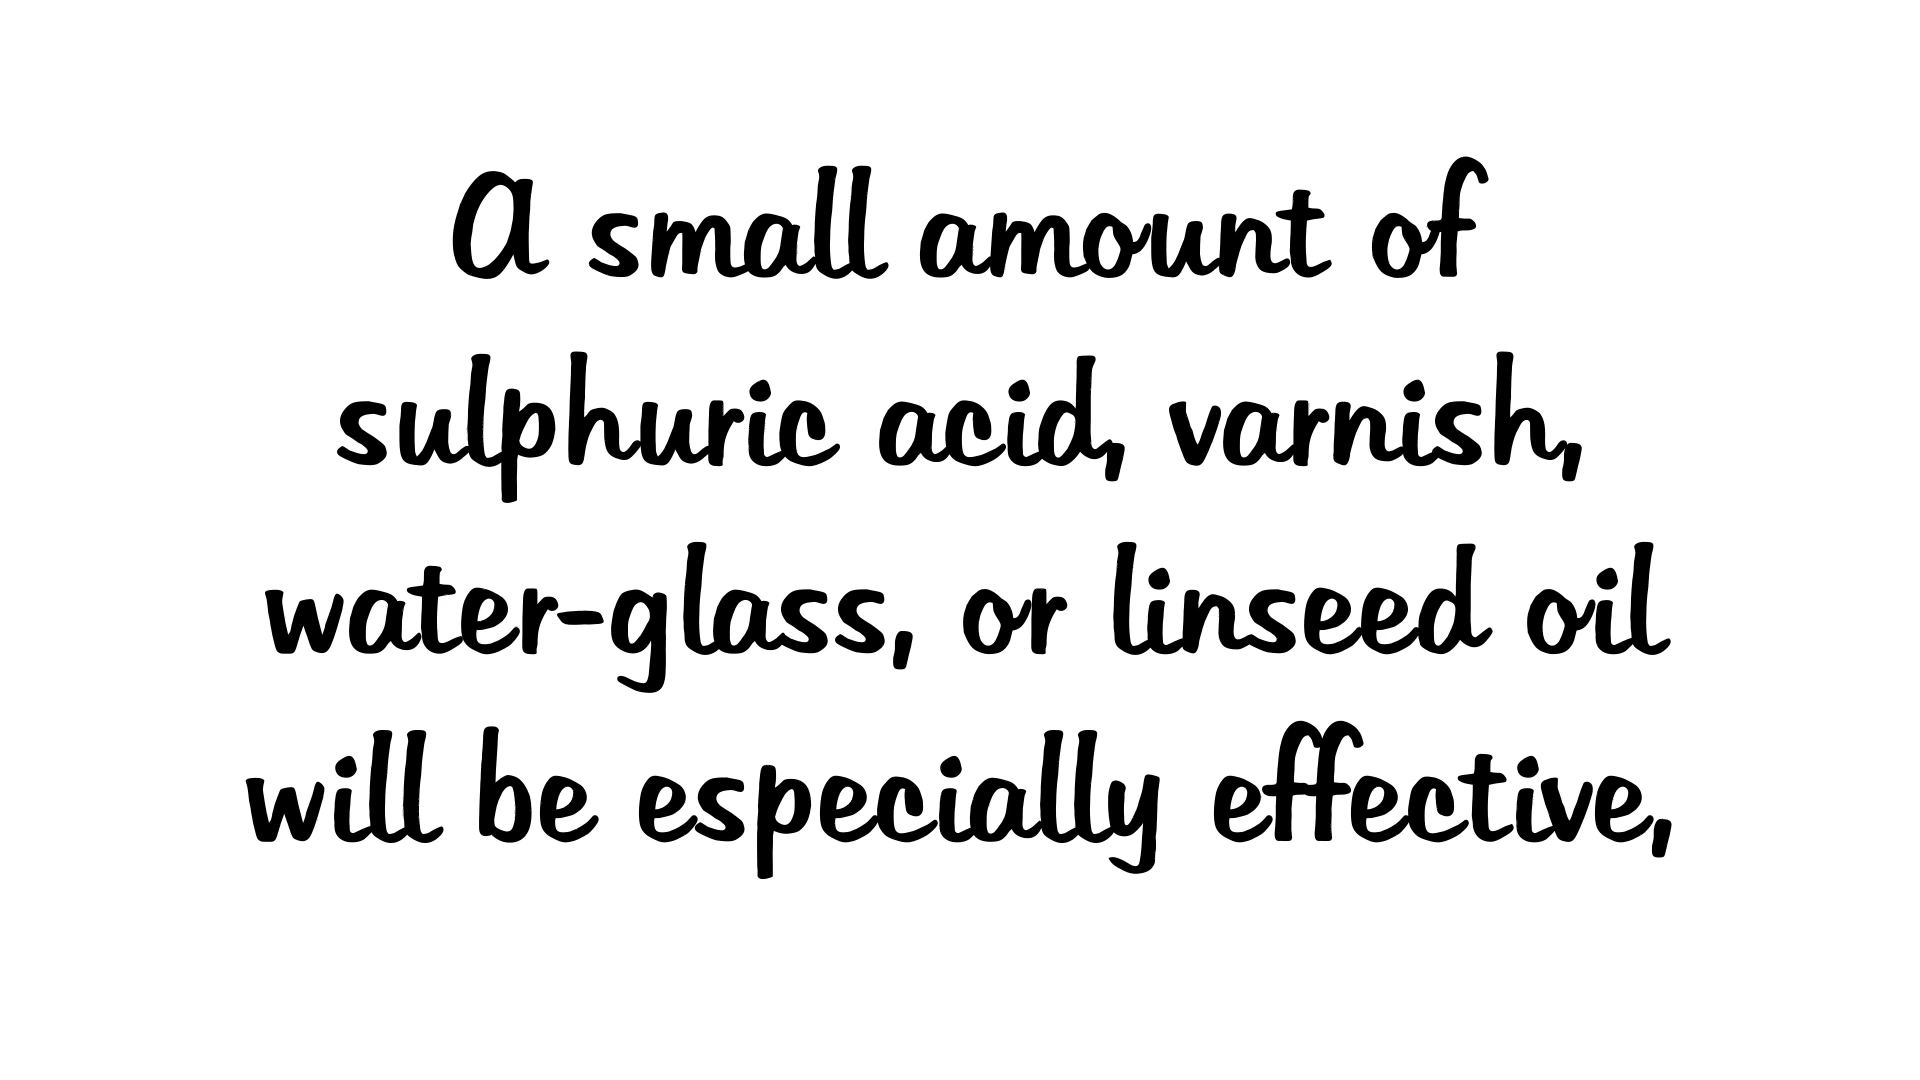 A small amount of
sulphuric acid, varnish,
water-glass, or linseed oil
will be especially effective,